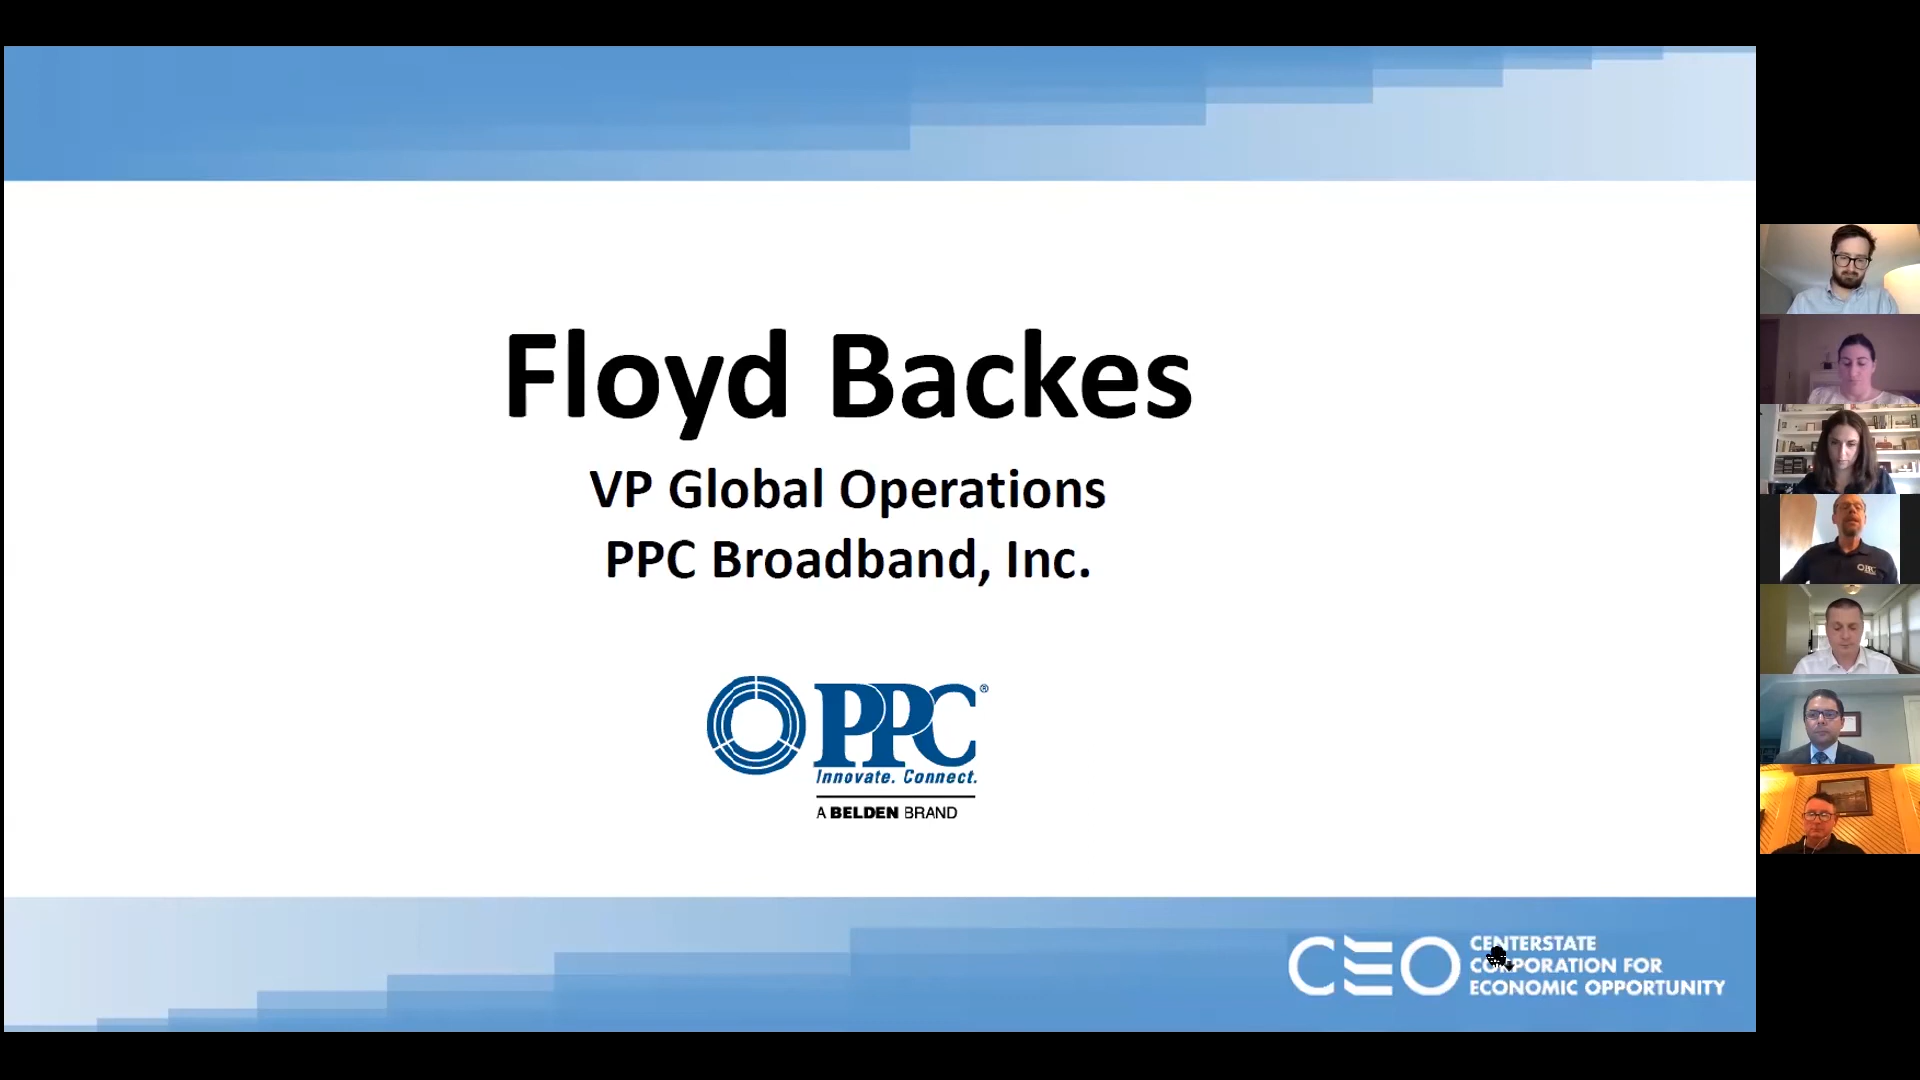 Floyd Backes
VP Global Operations
PPC Broadband, Inc.
PPC®
Innovate. Connect.
A BELDEN BRAND
CEO
CENTERSTATE
CORPORATION FOR
ECONOMIC OPPORTUNITY
PPC